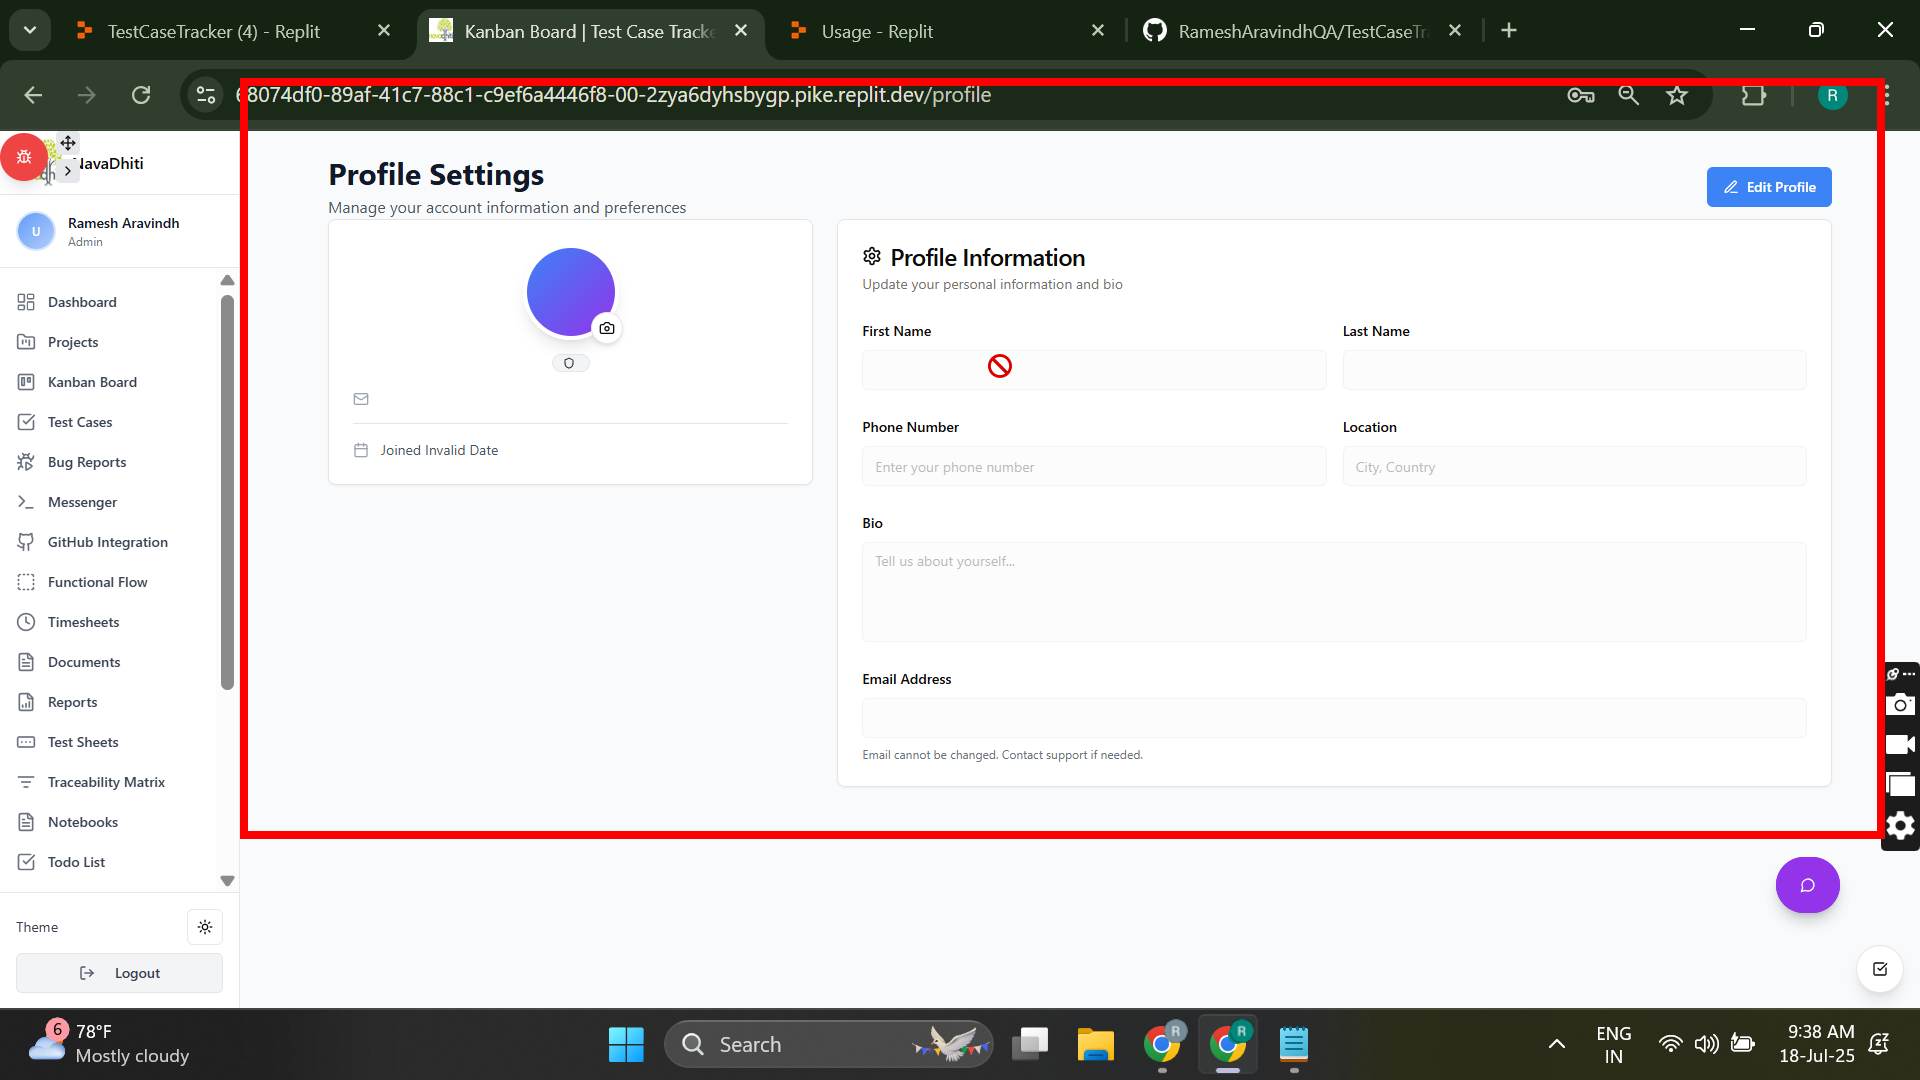 TestCaseTracker (4) - Replit
Kanban Board | Test Case Tracke
Usage - Replit
RameshAravindhQA/TestCaseTr
68074df0-89af-41c7-88c1-c9ef6a4446f8-00-2zya6dyhsbygp.pike.replit.dev/profile
R
NavaDhiti
U
Ramesh Aravindh
Admin
Dashboard
Projects
Kanban Board
Test Cases
Bug Reports
Messenger
GitHub Integration
Functional Flow
Timesheets
Documents
Reports
Test Sheets
Traceability Matrix
Notebooks
Todo List
Theme
Logout
Profile Settings
Manage your account information and preferences
Edit Profile
Joined Invalid Date
Profile Information
Update your personal information and bio
First Name
Last Name
Phone Number
Location
Enter your phone number
City, Country
Bio
Tell us about yourself...
Email Address
Email cannot be changed. Contact support if needed.
6
78°F
Mostly cloudy
Search
R
R
ENG
IN
9:38 AM
18-Jul-25